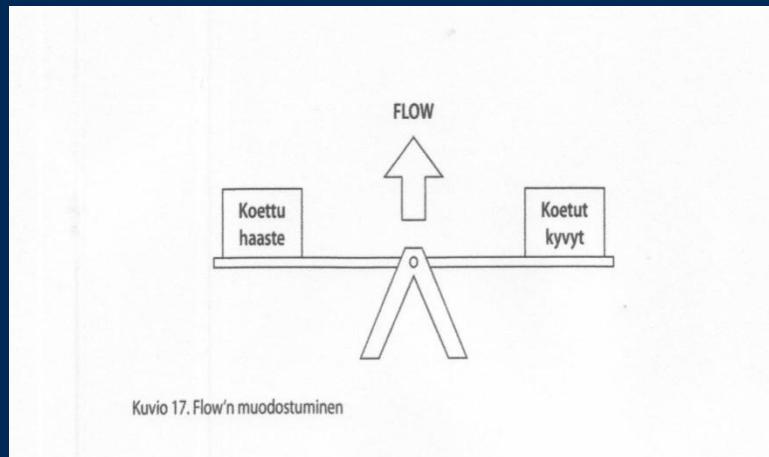 FLOW
Koettu
haaste
Koetut
kyvyt
Kuvio 17. Flow'n muodostuminen